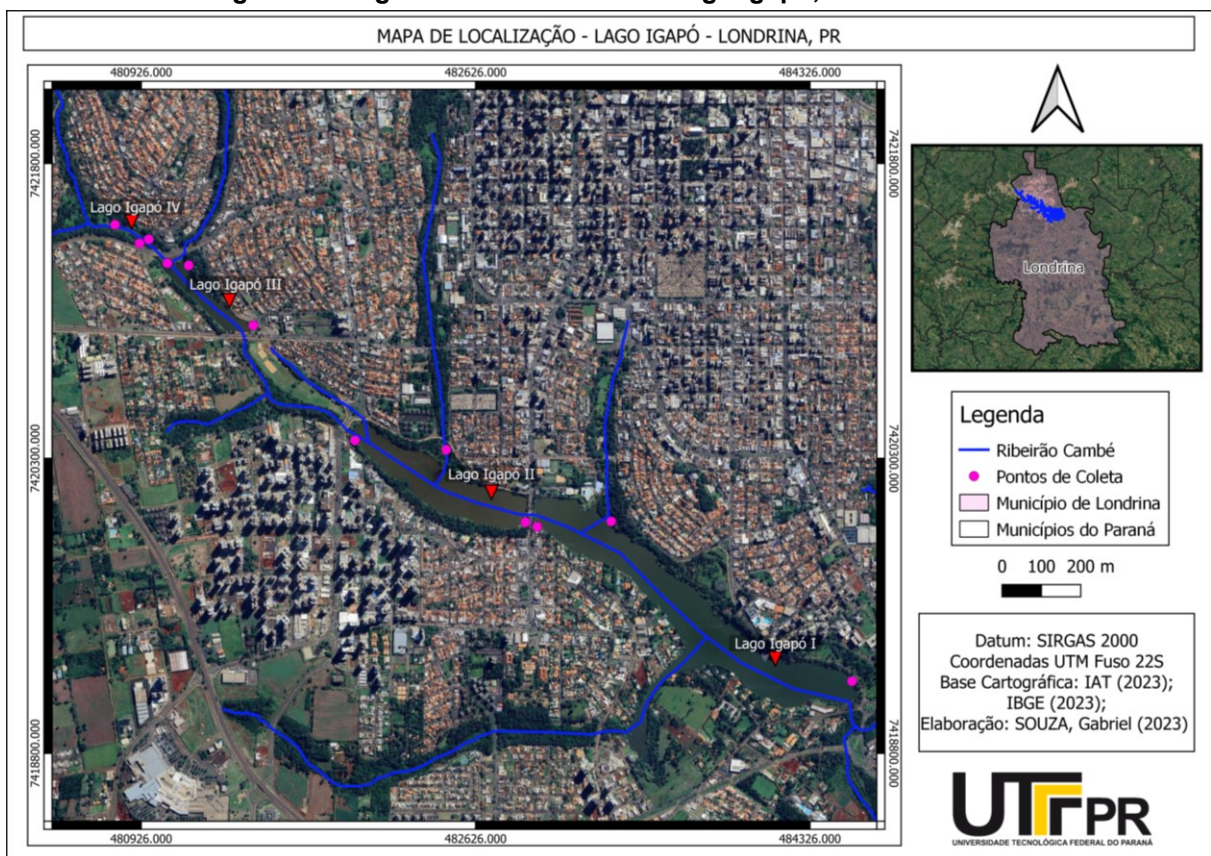 MAPA DE LOCALIZAÇÃO - LAGO IGAPÓ - LONDRINA, PR
480926.000
482626.000
484326.000
7421800.000
7421800.000
Lago Igapó IV
Lago Igapó III
Londrina
7420300.000
7420300.000
Lago Igapó II
Lago Igapó I
7418800.000
7418800.000
480926.000
482626.000
484326.000
Legenda
Ribeirão Cambé
Pontos de Coleta
Município de Londrina
Municípios do Paraná
0 100 200 m
Datum: SIRGAS 2000
Coordenadas UTM Fuso 22S
Base Cartográfica: IAT (2023);
IBGE (2023);
Elaboração: SOUZA, Gabriel (2023)
UTFPR
UNIVERSIDADE TECNOLÓGICA FEDERAL DO PARANÁ